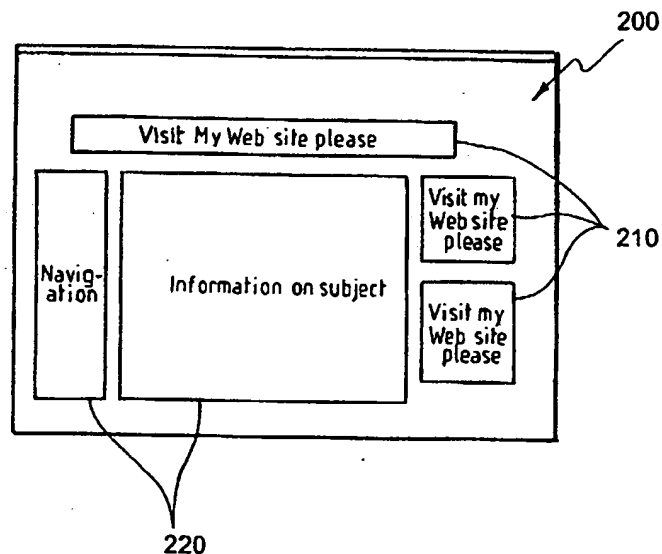 200
Visit My Web site please
Visit my
Web site
please
210
Navig-
ation
Information on subject
Visit my
Web site
please
220